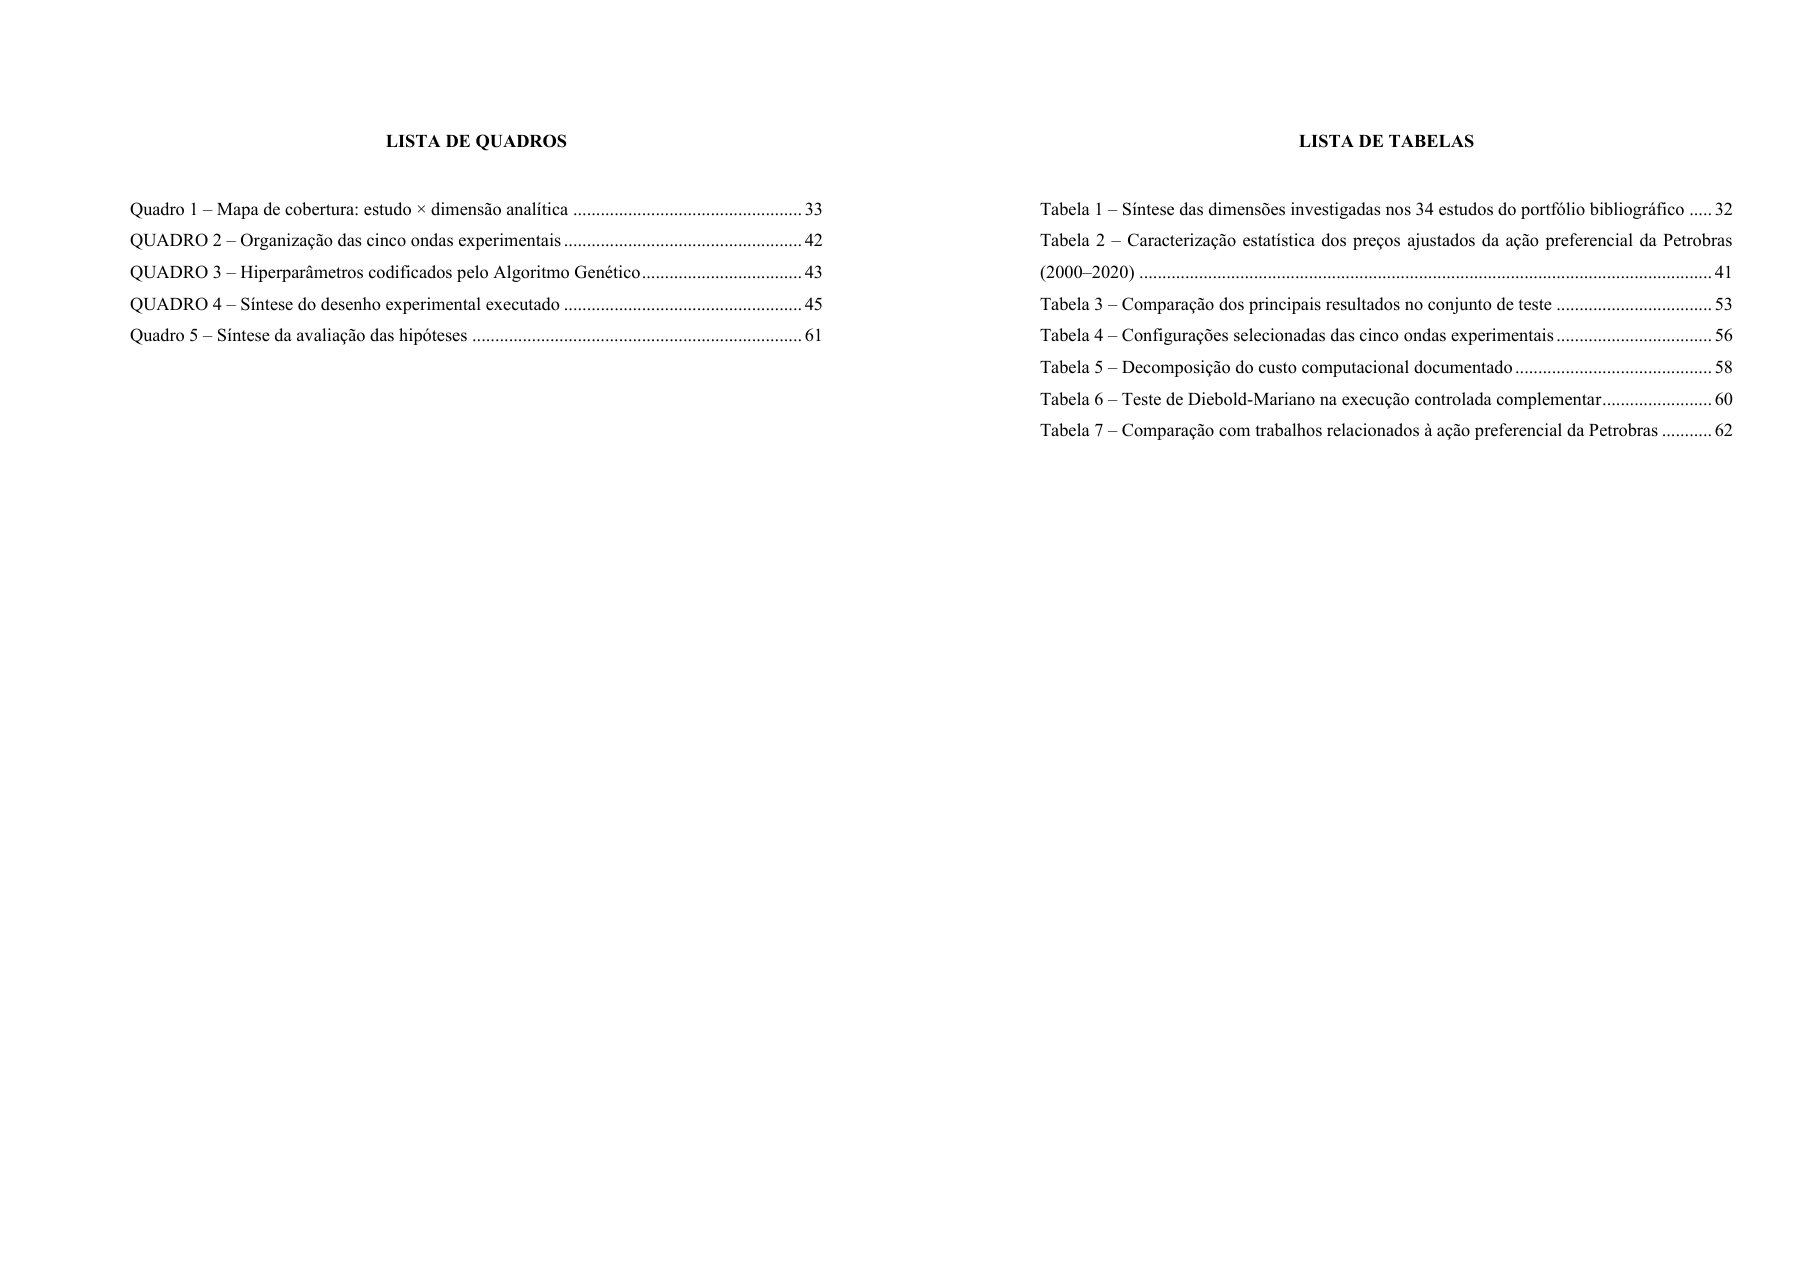 LISTA DE QUADROS
Quadro 1 – Mapa de cobertura: estudo × dimensão analítica .................................................. 33
QUADRO 2 – Organização das cinco ondas experimentais .................................................... 42
QUADRO 3 – Hiperparâmetros codificados pelo Algoritmo Genético ................................... 43
QUADRO 4 – Síntese do desenho experimental executado .................................................... 45
Quadro 5 – Síntese da avaliação das hipóteses ........................................................................ 61
LISTA DE TABELAS
Tabela 1 – Síntese das dimensões investigadas nos 34 estudos do portfólio bibliográfico ..... 32
Tabela 2 – Caracterização estatística dos preços ajustados da ação preferencial da Petrobras
(2000–2020) ............................................................................................................................. 41
Tabela 3 – Comparação dos principais resultados no conjunto de teste .................................. 53
Tabela 4 – Configurações selecionadas das cinco ondas experimentais .................................. 56
Tabela 5 – Decomposição do custo computacional documentado ........................................... 58
Tabela 6 – Teste de Diebold-Mariano na execução controlada complementar ........................ 60
Tabela 7 – Comparação com trabalhos relacionados à ação preferencial da Petrobras ........... 62